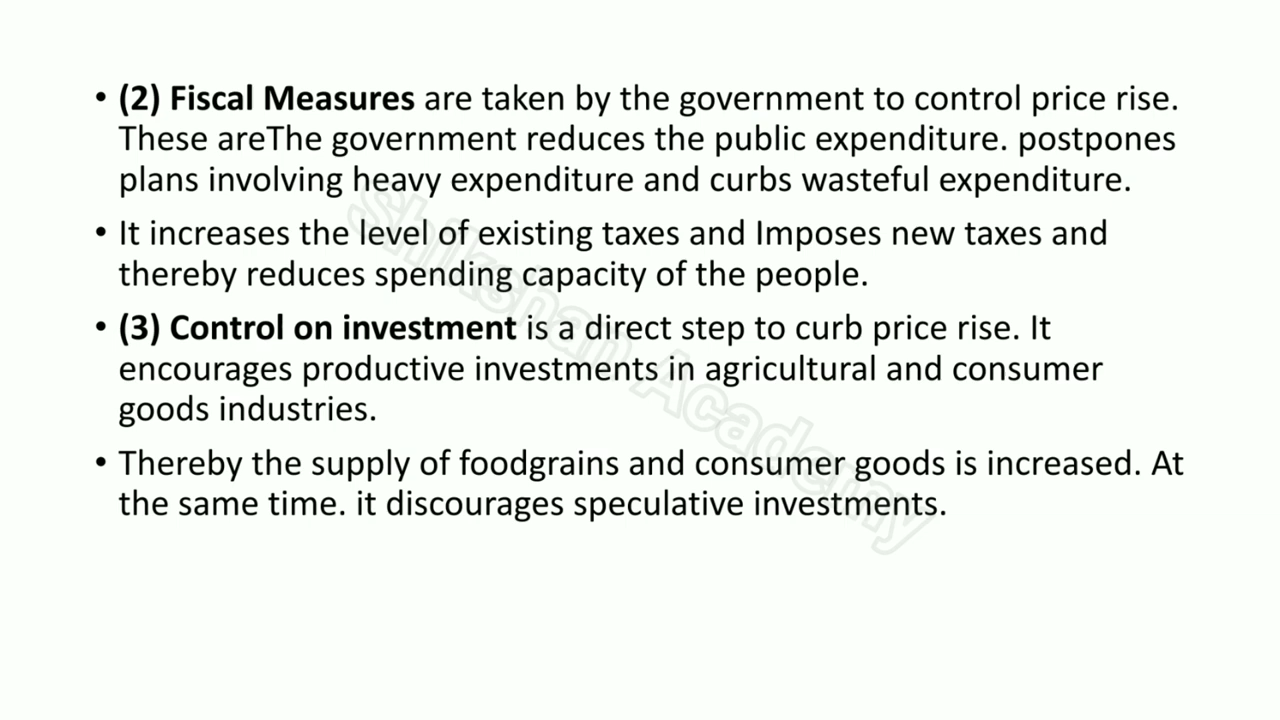 • (2) Fiscal Measures are taken by the government to control price rise.
These areThe government reduces the public expenditure. postpones
plans involving heavy expenditure and curbs wasteful expenditure.
• It increases the level of existing taxes and Imposes new taxes and
thereby reduces spending capacity of the people.
• (3) Control on investment is a direct step to curb price rise. It
encourages productive investments in agricultural and consumer
goods industries.
• Thereby the supply of foodgrains and consumer goods is increased. At
the same time. it discourages speculative investments.
Shikshan Academy